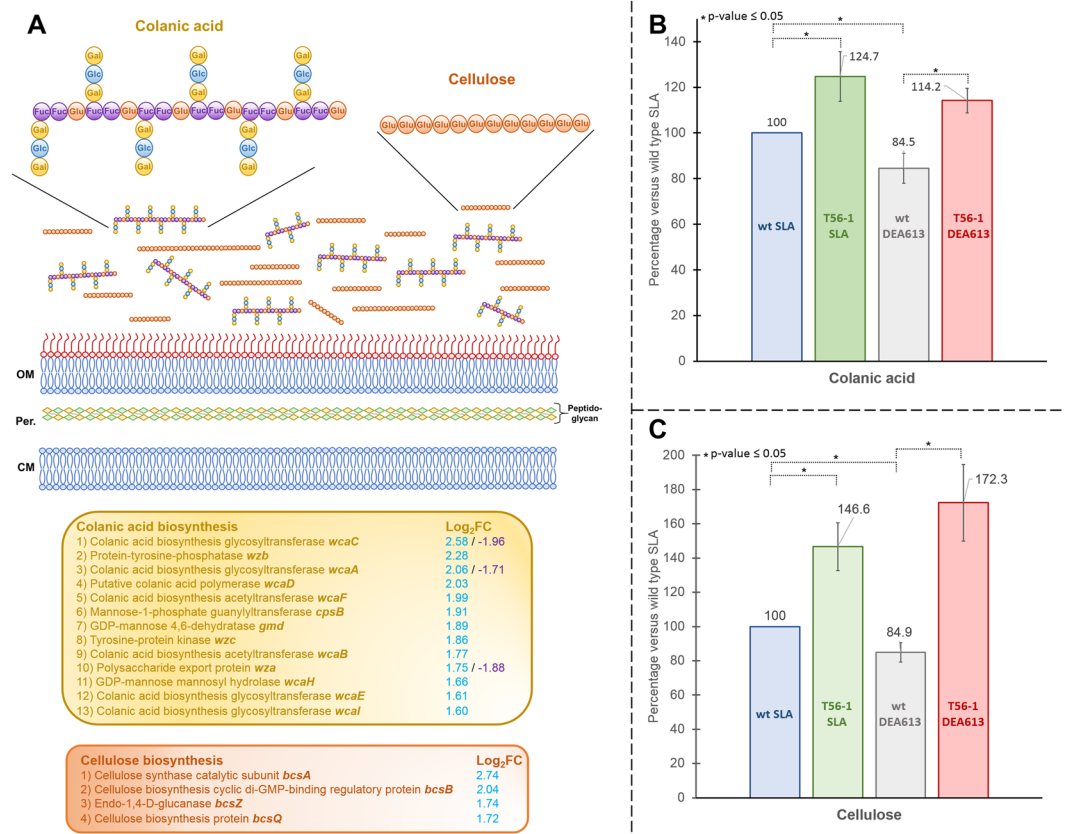 A
Colanic acid
Gal Gal Gal
Glc Glc Glc
Gal Gal Gal
Fuc Fuc Glu Fuc Fuc Glu Fuc Fuc Glu Fuc Fuc Glu Fuc Fuc Glu Fuc Fuc Glu
Gal Gal Gal
Glc Glc Glc
Gal Gal Gal
Cellulose
Glu Glu Glu Glu Glu Glu Glu Glu Glu Glu Glu
OM
Per.
Peptido-
glycan
CM
Colanic acid biosynthesis Log2FC
1) Colanic acid biosynthesis glycosyltransferase wcaC 2.58 / -1.96
2) Protein-tyrosine-phosphatase wzb 2.28
3) Colanic acid biosynthesis glycosyltransferase wcaA 2.06 / -1.71
4) Putative colanic acid polymerase wcaD 2.03
5) Colanic acid biosynthesis acetyltransferase wcaF 1.99
6) Mannose-1-phosphate guanylyltransferase cpsB 1.91
7) GDP-mannose 4,6-dehydratase gmd 1.89
8) Tyrosine-protein kinase wzc 1.86
9) Colanic acid biosynthesis acetyltransferase wcaB 1.77
10) Polysaccharide export protein wza 1.75 / -1.88
11) GDP-mannose mannosyl hydrolase wcaH 1.66
12) Colanic acid biosynthesis glycosyltransferase wcaE 1.61
13) Colanic acid biosynthesis glycosyltransferase wcaI 1.60
Cellulose biosynthesis Log2FC
1) Cellulose synthase catalytic subunit bcsA 2.74
2) Cellulose biosynthesis cyclic di-GMP-binding regulatory protein bcsB 2.04
3) Endo-1,4-D-glucanase bcsZ 1.74
4) Cellulose biosynthesis protein bcsQ 1.72
B
* p-value ≤ 0.05
Percentage versus wild type SLA
140
120
100
80
60
40
20
0
*
*
*
100
124.7
84.5
114.2
wt SLA
T56-1
SLA
wt
DEA613
T56-1
DEA613
Colanic acid
C
* p-value ≤ 0.05
Percentage versus wild type SLA
200
180
160
140
120
100
80
60
40
20
0
*
*
*
100
146.6
84.9
172.3
wt SLA
T56-1
SLA
wt
DEA613
T56-1
DEA613
Cellulose